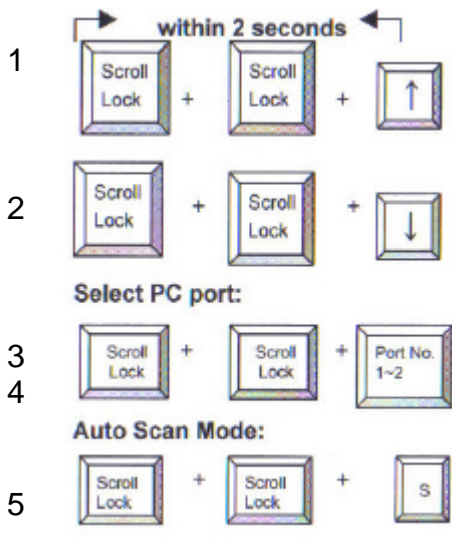 within 2 seconds
1 Scroll Lock + Scroll Lock + ↑
2 Scroll Lock + Scroll Lock + ↓
Select PC port:
3 Scroll Lock + Scroll Lock + Port No. 1~2
4
Auto Scan Mode:
5 Scroll Lock + Scroll Lock + S